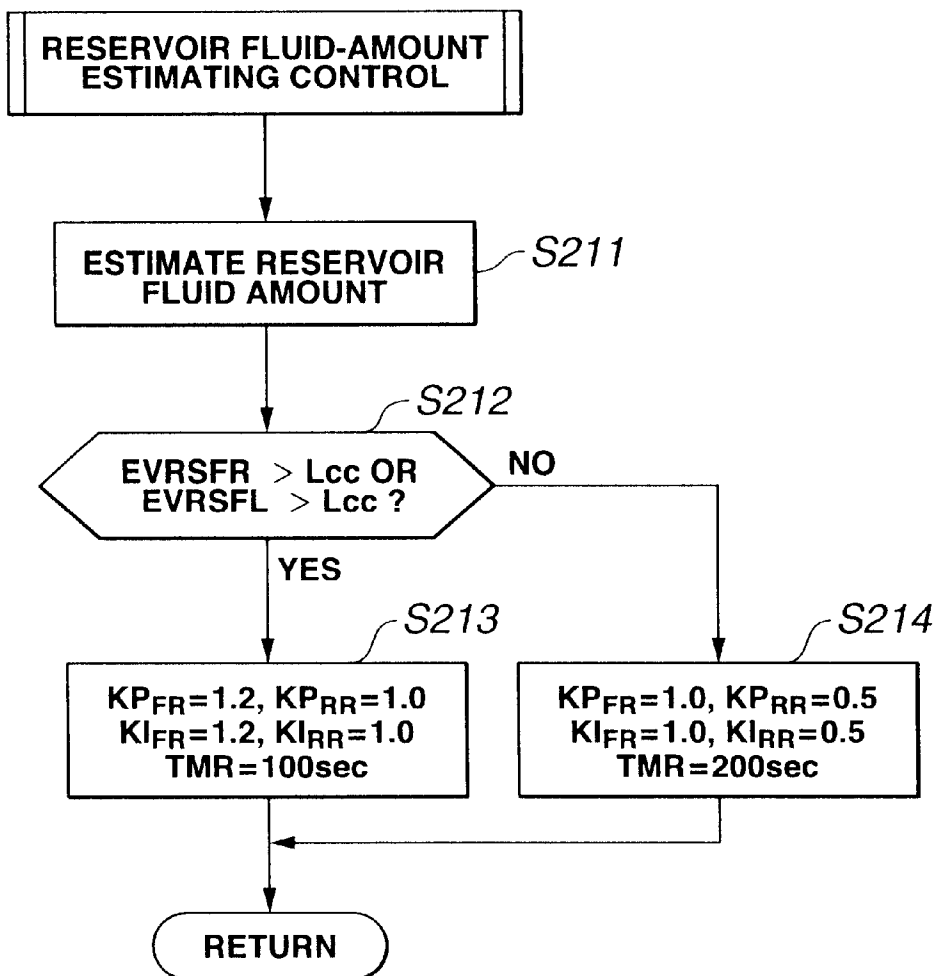 RESERVOIR FLUID-AMOUNT
ESTIMATING CONTROL
ESTIMATE RESERVOIR
FLUID AMOUNT
S211
S212
EVRSFR > Lcc OR
EVRSFL > Lcc ?
NO
YES
S213
KPFR=1.2, KPRR=1.0
KIFR=1.2, KIRR=1.0
TMR=100sec
S214
KPFR=1.0, KPRR=0.5
KIFR=1.0, KIRR=0.5
TMR=200sec
RETURN